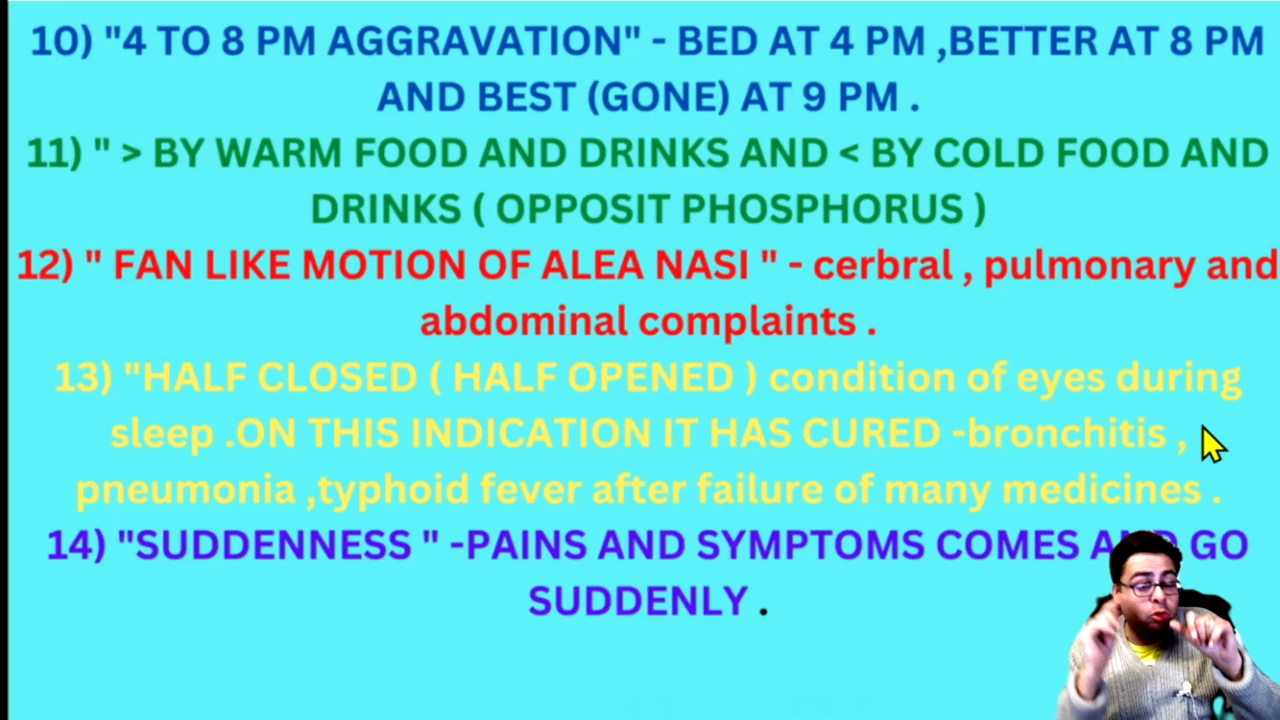 10) "4 TO 8 PM AGGRAVATION" - BED AT 4 PM ,BETTER AT 8 PM
AND BEST (GONE) AT 9 PM .
11) " > BY WARM FOOD AND DRINKS AND < BY COLD FOOD AND
DRINKS ( OPPOSIT PHOSPHORUS )
12) " FAN LIKE MOTION OF ALEA NASI " - cerbral , pulmonary and
abdominal complaints .
13) "HALF CLOSED ( HALF OPENED ) condition of eyes during
sleep .ON THIS INDICATION IT HAS CURED -bronchitis ,
pneumonia ,typhoid fever after failure of many medicines .
14) "SUDDENNESS " -PAINS AND SYMPTOMS COMES AND GO
SUDDENLY .